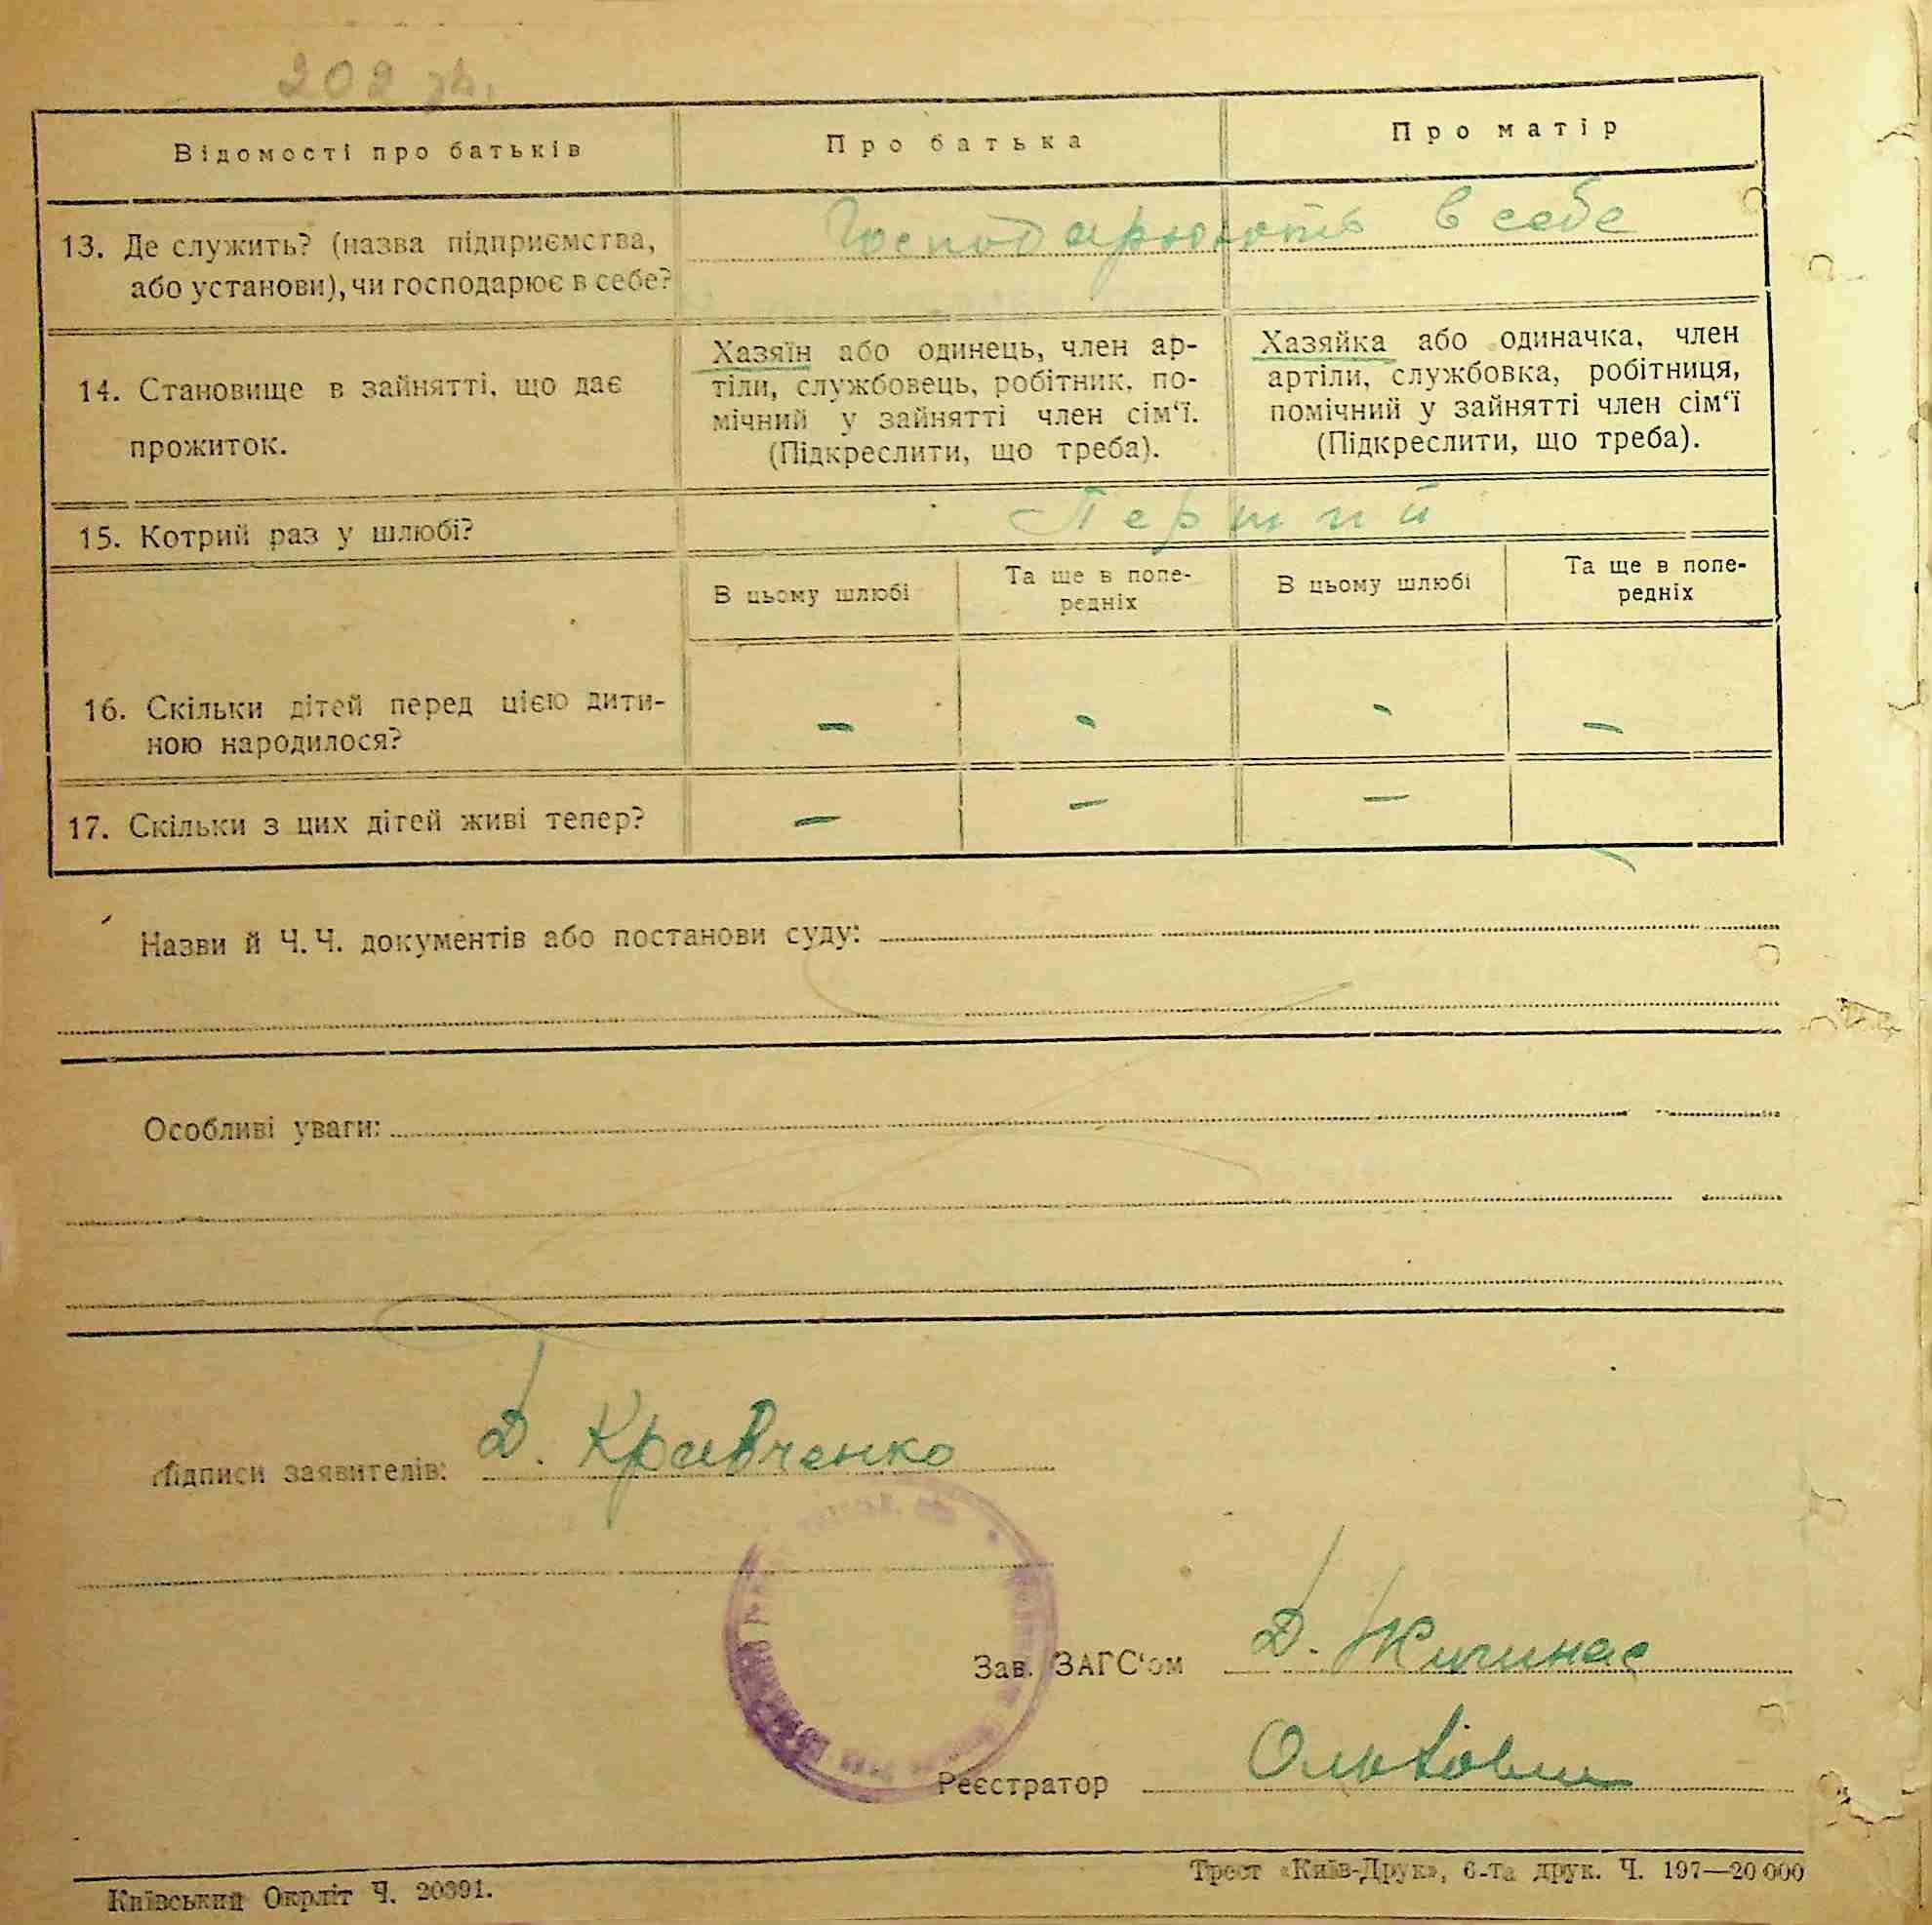 202 зв.
Відомості про батьків
Про батька
Про матір
13. Де служить? (назва підприємства,
або установи), чи господарює в себе?
Господарюють в себе
14. Становище в зайнятті, що дає
прожиток.
Хазяїн або одинець, член ар-
тіли, службовець, робітник, по-
мічний у зайнятті член сім‘ї.
(Підкреслити, що треба).
Хазяйка або одиначка, член
артіли, службовка, робітниця,
помічний у зайнятті член сім‘ї
(Підкреслити, що треба).
15. Котрий раз у шлюбі?
Перший
В цьому шлюбі
Та ще в попе-
редніх
В цьому шлюбі
Та ще в попе-
редніх
16. Скільки дітей перед цією дити-
ною народилося?
– – – –
17. Скільки з цих дітей живі тепер?
– – – –
Назви й Ч. Ч. документів або постанови суду:
Особливі уваги:
Підписи заявителів: Д. Кравченко
Зав. ЗАГС‘ом Д.
Реєстратор
Київський Окрліт Ч. 20391.
Трест «Київ-Друк», 6-та друк. Ч. 197—20 000